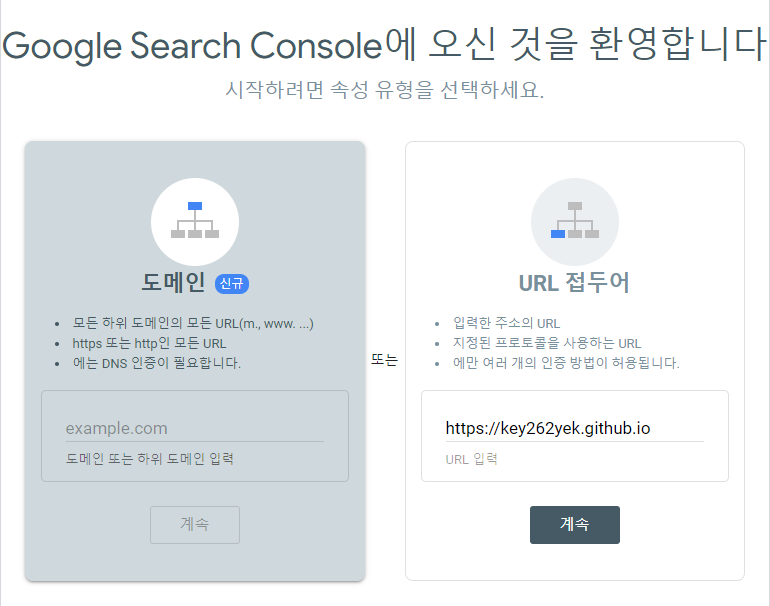 Google Search Console에 오신 것을 환영합니다
시작하려면 속성 유형을 선택하세요.
도메인 신규
모든 하위 도메인의 모든 URL(m., www. ...)
https 또는 http인 모든 URL
에는 DNS 인증이 필요합니다.
example.com
도메인 또는 하위 도메인 입력
계속
또는
URL 접두어
입력한 주소의 URL
지정된 프로토콜을 사용하는 URL
에만 여러 개의 인증 방법이 허용됩니다.
https://key262yek.github.io
URL 입력
계속